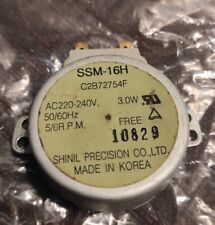 SSM-16H
C2B72754F
AC220-240V, 3.0W
50/60Hz
5/6R.P.M, FREE
10829
SHINIL PRECISION CO.,LTD.
MADE IN KOREA